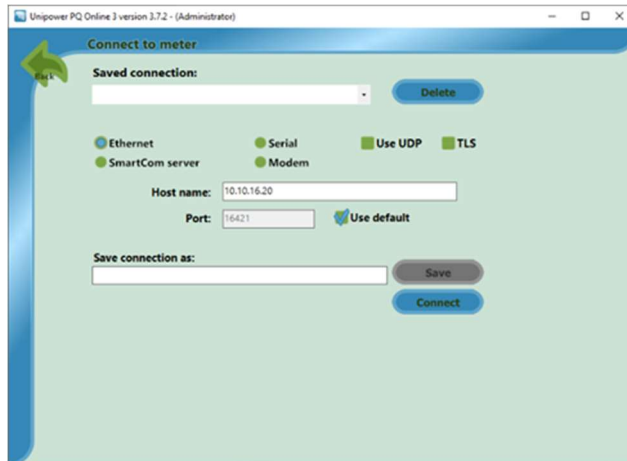 Unipower PQ Online 3 version 3.7.2 - (Administrator)
Connect to meter
Back
Saved connection:
Delete
Ethernet Serial Use UDP TLS
SmartCom server Modem
Host name: 10.10.16.20
Port: 16421 Use default
Save connection as:
Save
Connect